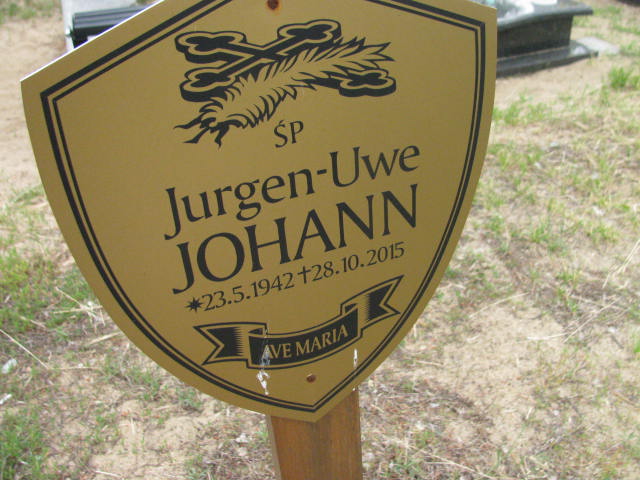 ŚP
Jurgen-Uwe
JOHANN
✶23.5.1942 ✝28.10.2015
AVE MARIA